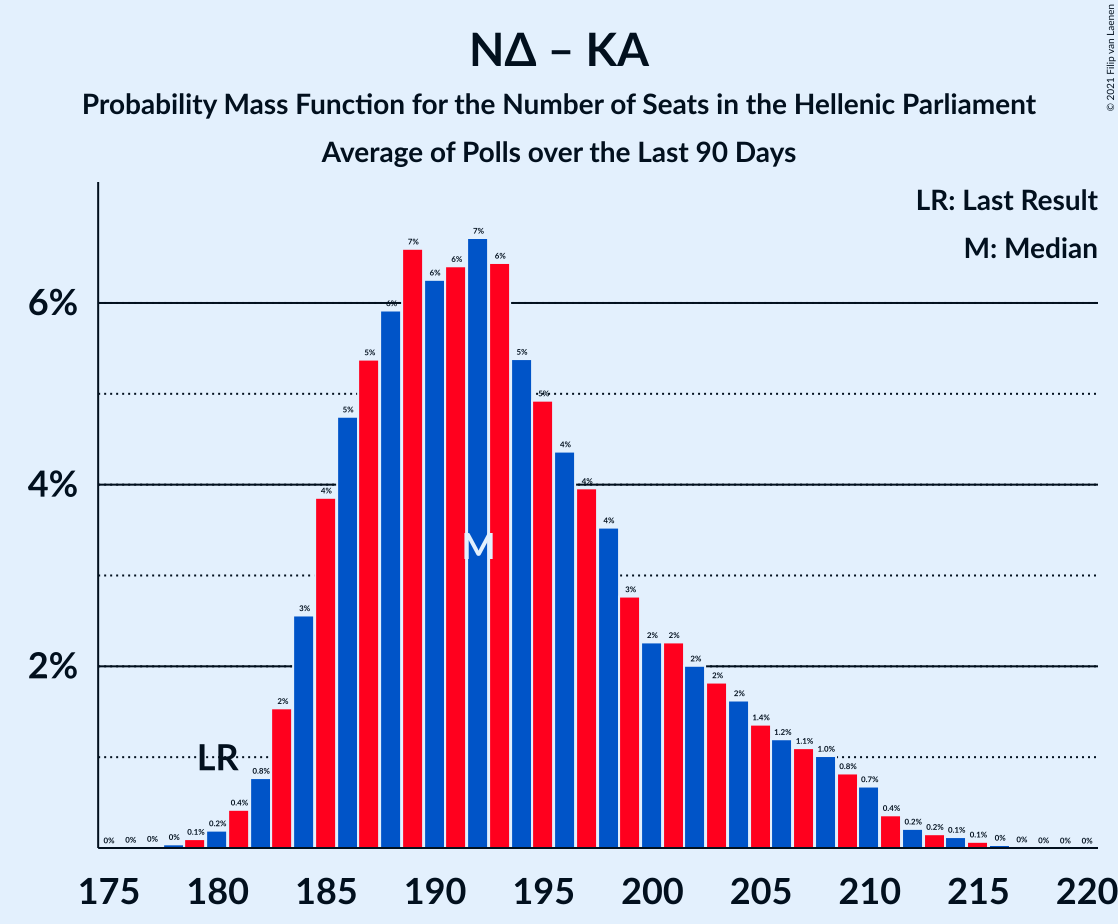 ΝΔ – ΚΑ
Probability Mass Function for the Number of Seats in the Hellenic Parliament
Average of Polls over the Last 90 Days
© 2021 Filip van Laenen
LR: Last Result
M: Median
6%
4%
2%
0% 0% 0% 0% 0.1% 0.2% 0.4% 0.8% 2% 3% 4% 5% 5% 6% 7% 6% 6% 7% 6% 5% 5% 4% 4% 4% 3% 2% 2% 2% 2% 2% 1.4% 1.2% 1.1% 1.0% 0.8% 0.7% 0.4% 0.2% 0.2% 0.1% 0.1% 0% 0% 0% 0% 0%
LR
M
175 180 185 190 195 200 205 210 215 220